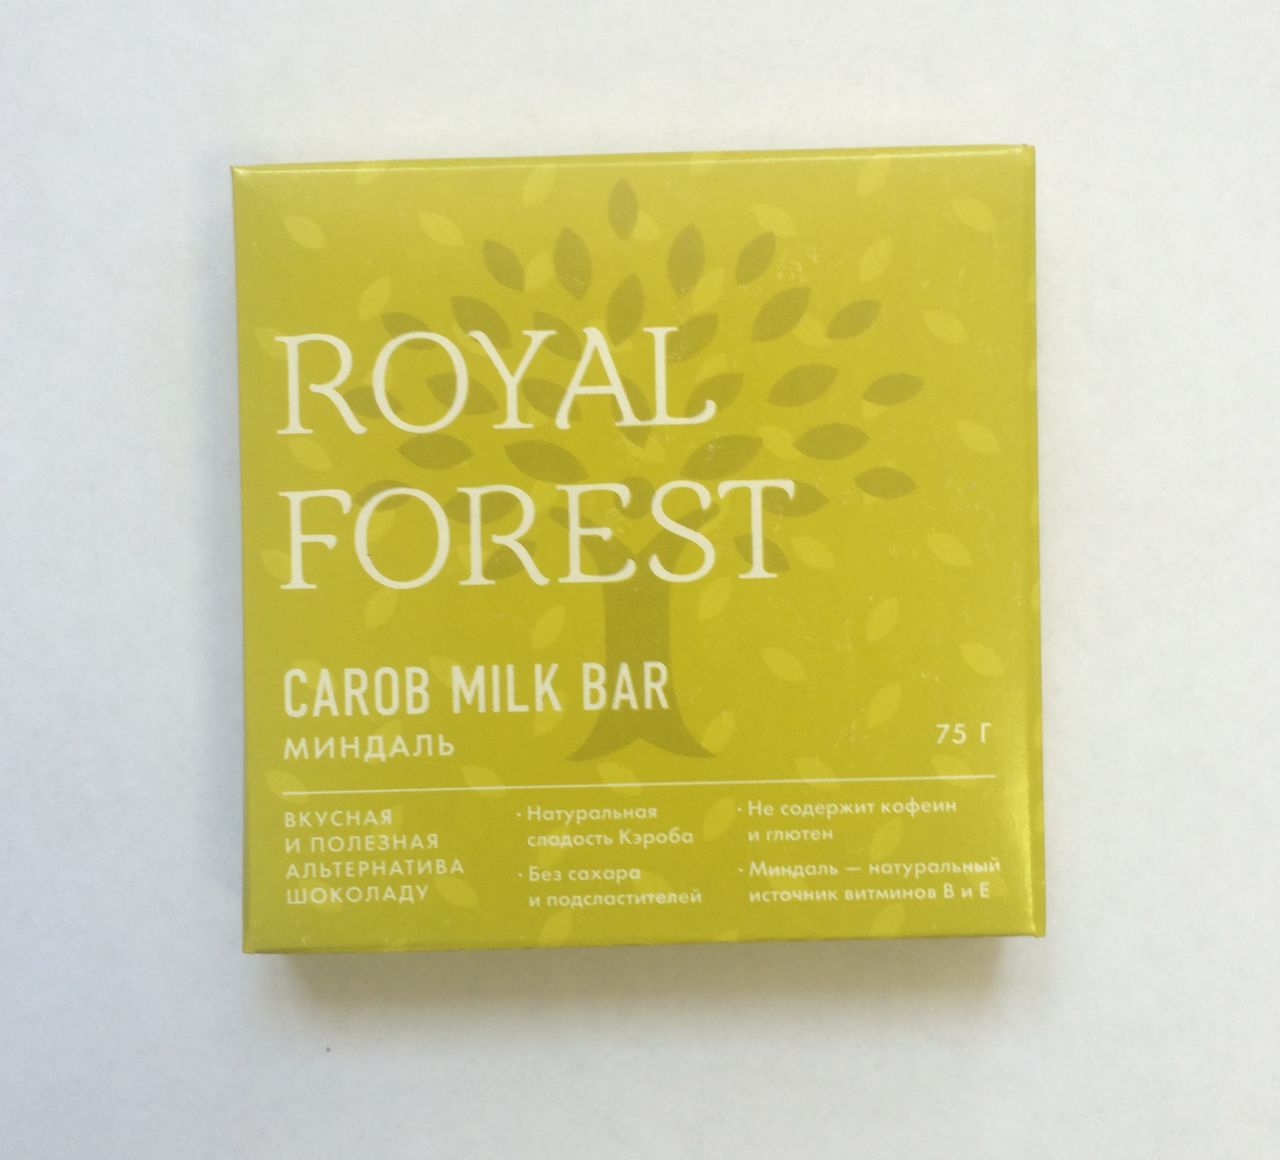 ROYAL
FOREST
CAROB MILK BAR
МИНДАЛЬ
75 Г
ВКУСНАЯ
И ПОЛЕЗНАЯ
АЛЬТЕРНАТИВА
ШОКОЛАДУ
· Натуральная
сладость Кэроба
· Без сахара
и подсластителей
· Не содержит кофеин
и глютен
· Миндаль — натуральный
источник витминов В и Е